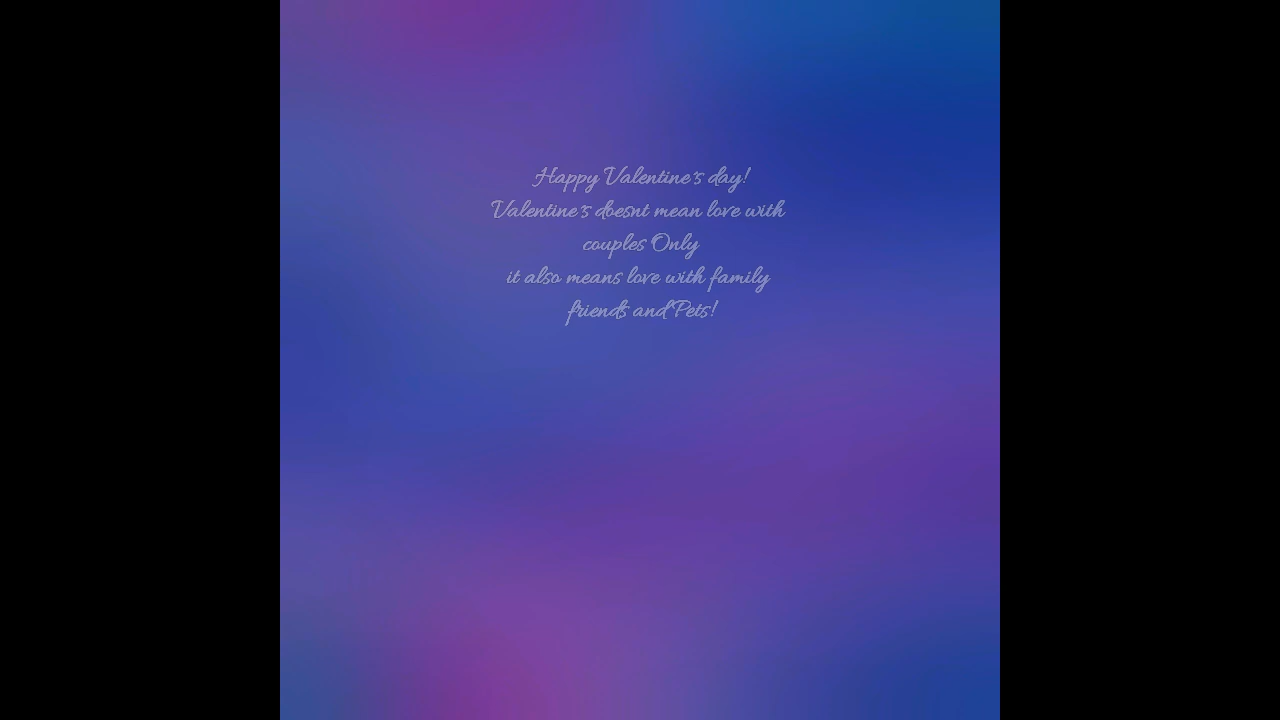 Happy Valentine's day!
Valentine's doesnt mean love with
couples Only
it also means love with family
friends and Pets!